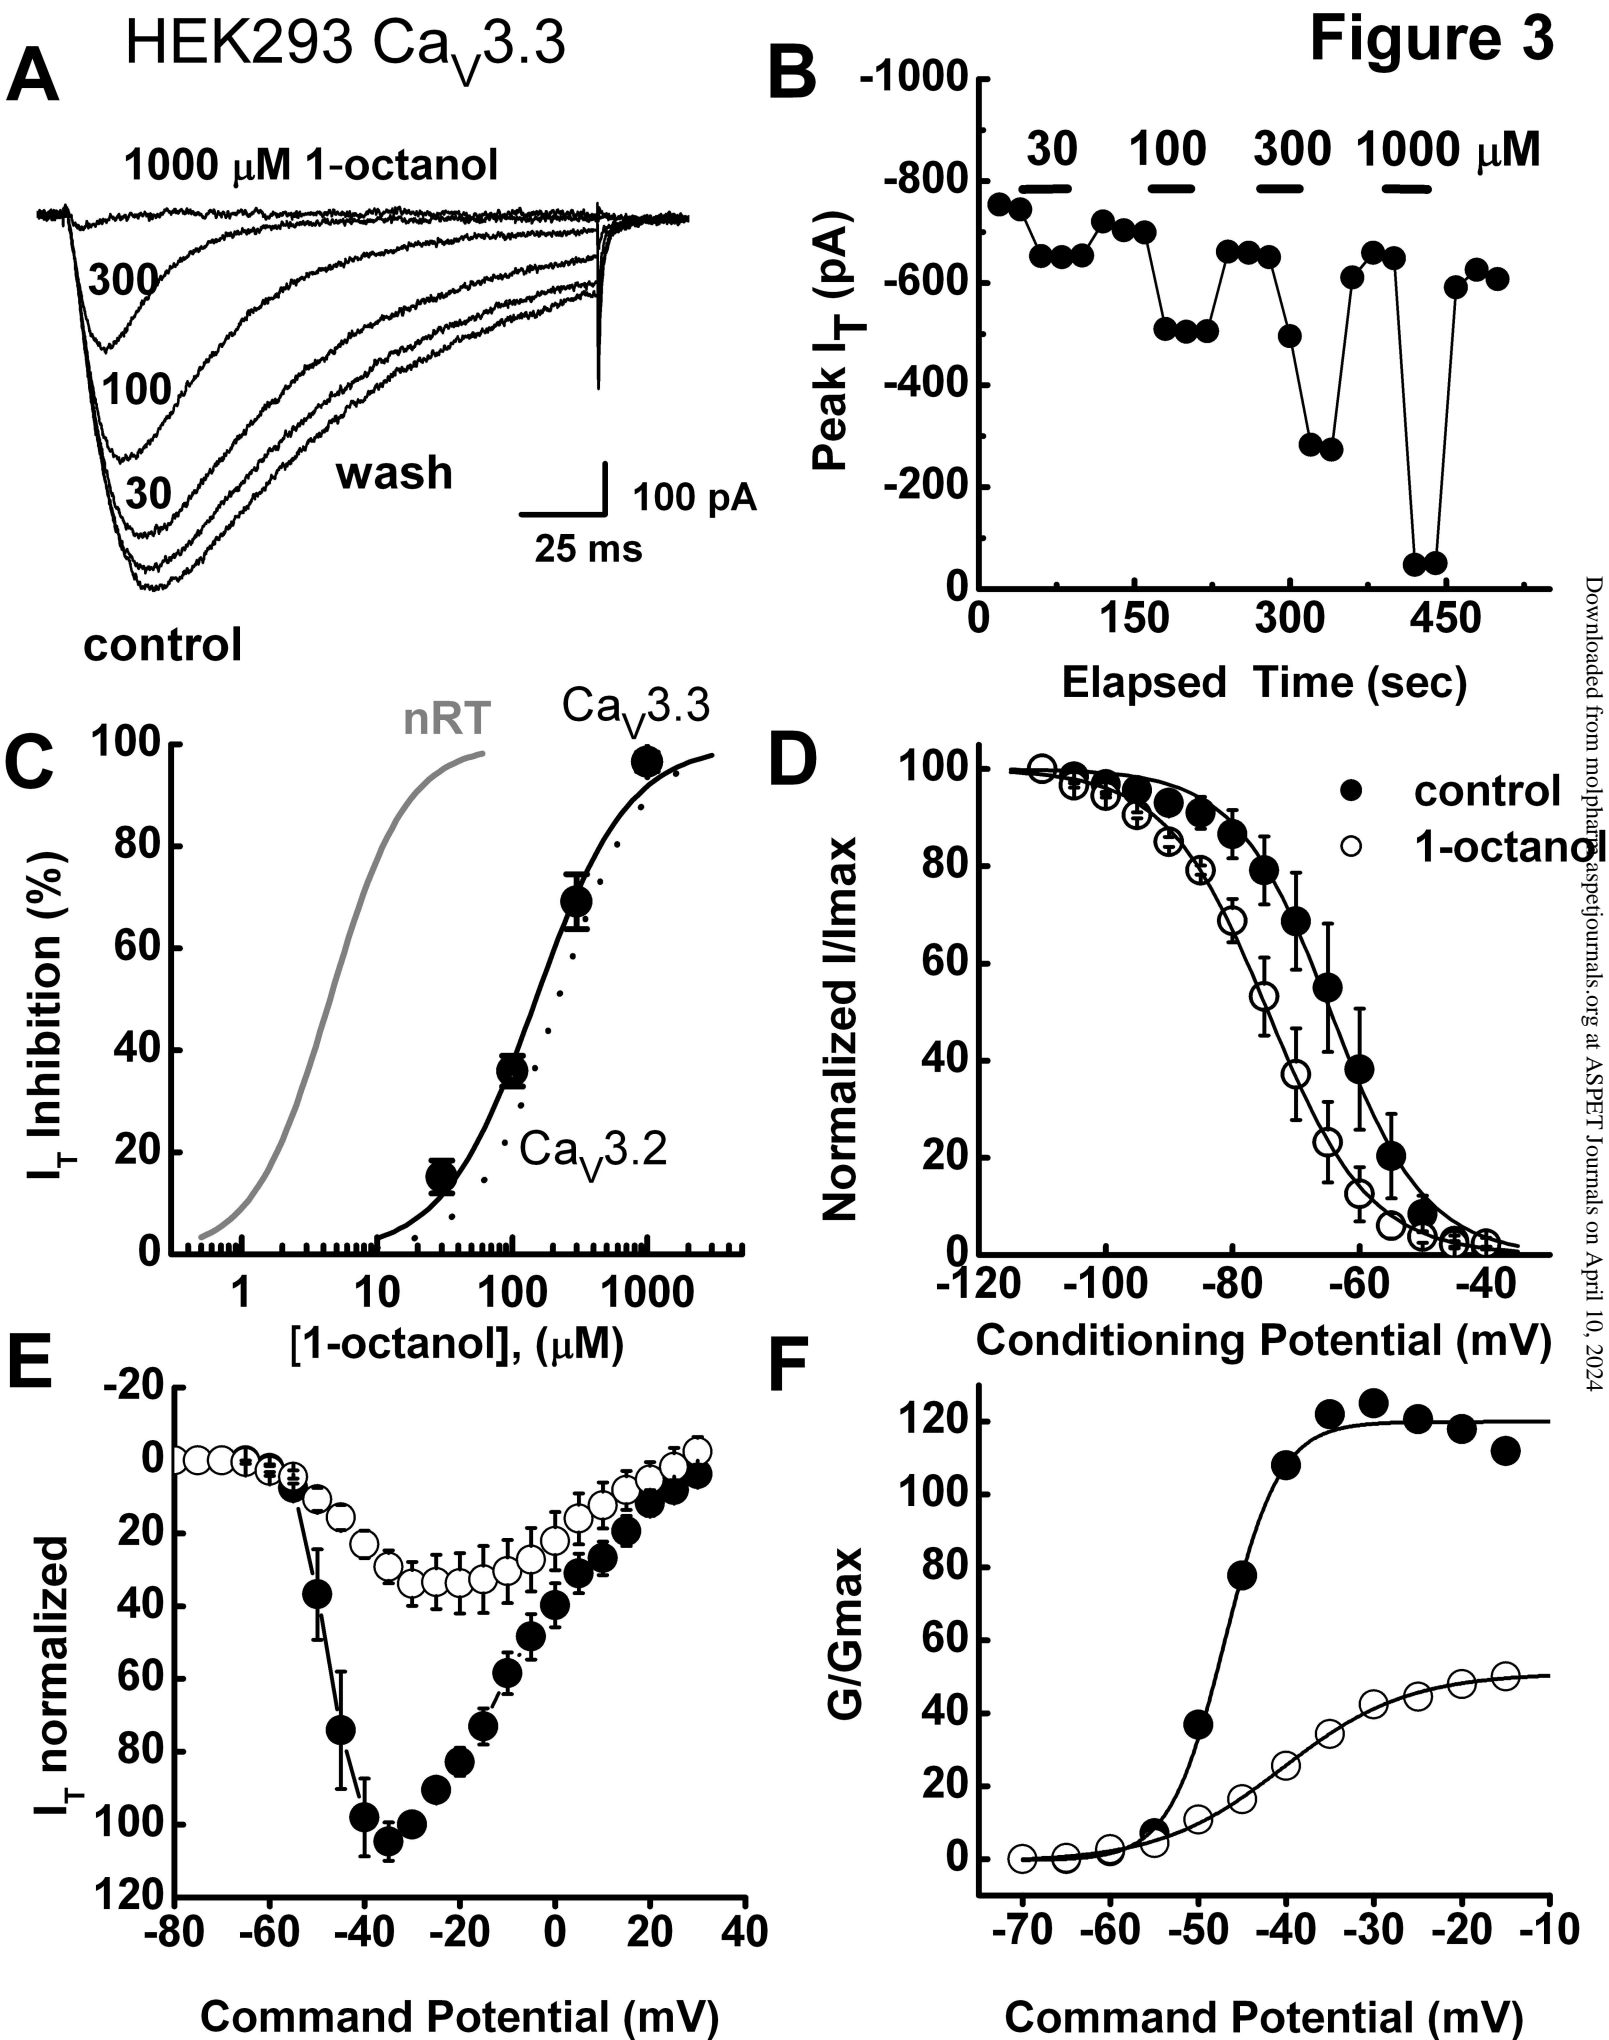 Figure 3
A
HEK293 CaV3.3
1000 μM 1-octanol
300
100
30
wash
100 pA
25 ms
control
B
-1000
-800
-600
-400
-200
0
30 100 300 1000 μM
Peak IT (pA)
0 150 300 450
Elapsed Time (sec)
C
nRT
CaV3.3
CaV3.2
100
80
60
40
20
0
IT Inhibition (%)
1 10 100 1000
[1-octanol], (μM)
D
100
80
60
40
20
0
control
1-octanol
Normalized I/Imax
-120 -100 -80 -60 -40
Conditioning Potential (mV)
E
-20
0
20
40
60
80
100
120
IT normalized
-80 -60 -40 -20 0 20 40
Command Potential (mV)
F
120
100
80
60
40
20
0
G/Gmax
-70 -60 -50 -40 -30 -20 -10
Command Potential (mV)
Downloaded from molpharm.aspetjournals.org at ASPET Journals on April 10, 2024